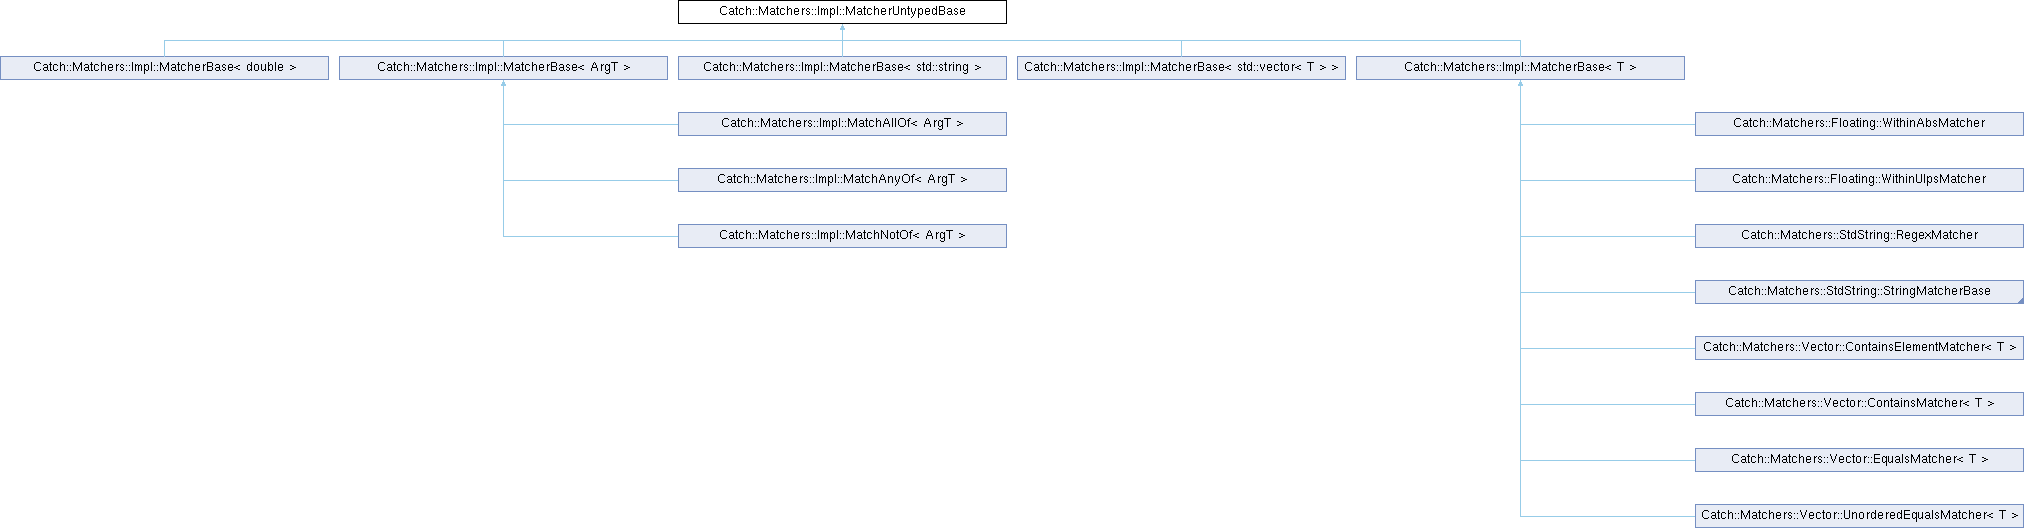 Catch::Matchers::Impl::MatcherUntypedBase
Catch::Matchers::Impl::MatcherBase< double >
Catch::Matchers::Impl::MatcherBase< ArgT >
Catch::Matchers::Impl::MatcherBase< std::string >
Catch::Matchers::Impl::MatcherBase< std::vector< T > >
Catch::Matchers::Impl::MatcherBase< T >
Catch::Matchers::Impl::MatchAllOf< ArgT >
Catch::Matchers::Floating::WithinAbsMatcher
Catch::Matchers::Impl::MatchAnyOf< ArgT >
Catch::Matchers::Floating::WithinUlpsMatcher
Catch::Matchers::Impl::MatchNotOf< ArgT >
Catch::Matchers::StdString::RegexMatcher
Catch::Matchers::StdString::StringMatcherBase
Catch::Matchers::Vector::ContainsElementMatcher< T >
Catch::Matchers::Vector::ContainsMatcher< T >
Catch::Matchers::Vector::EqualsMatcher< T >
Catch::Matchers::Vector::UnorderedEqualsMatcher< T >